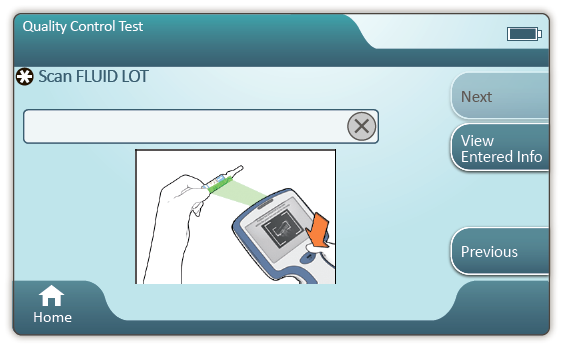 Quality Control Test
Scan FLUID LOT
Next
View
Entered Info
Previous
Home